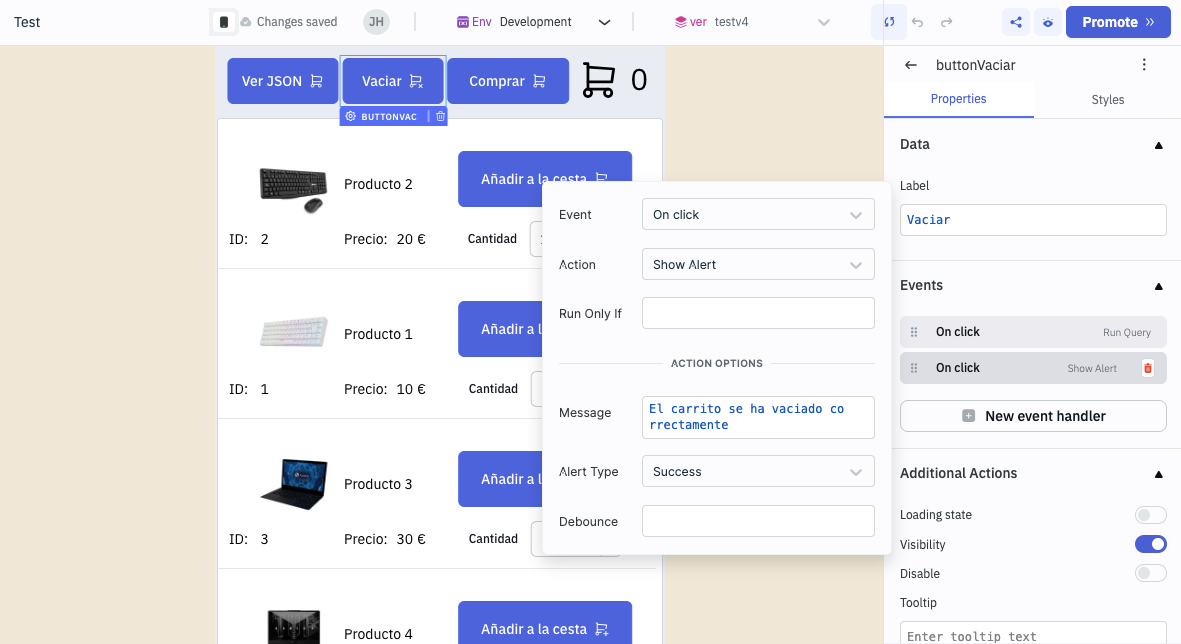 Test
Changes saved
JH
Env
Development
ver
testv4
Promote
Ver JSON
Vaciar
Comprar
0
BUTTONVAC
Producto 2
Añadir a la cesta
ID:
2
Precio:
20 €
Cantidad
Producto 1
Añadir a l
ID:
1
Precio:
10 €
Cantidad
Producto 3
Añadir a l
ID:
3
Precio:
30 €
Cantidad
Producto 4
Añadir a la cesta
Event
On click
Action
Show Alert
Run Only If
ACTION OPTIONS
Message
El carrito se ha vaciado co
rrectamente
Alert Type
Success
Debounce
buttonVaciar
Properties
Styles
Data
Label
Vaciar
Events
On click
Run Query
On click
Show Alert
New event handler
Additional Actions
Loading state
Visibility
Disable
Tooltip
Enter tooltip text